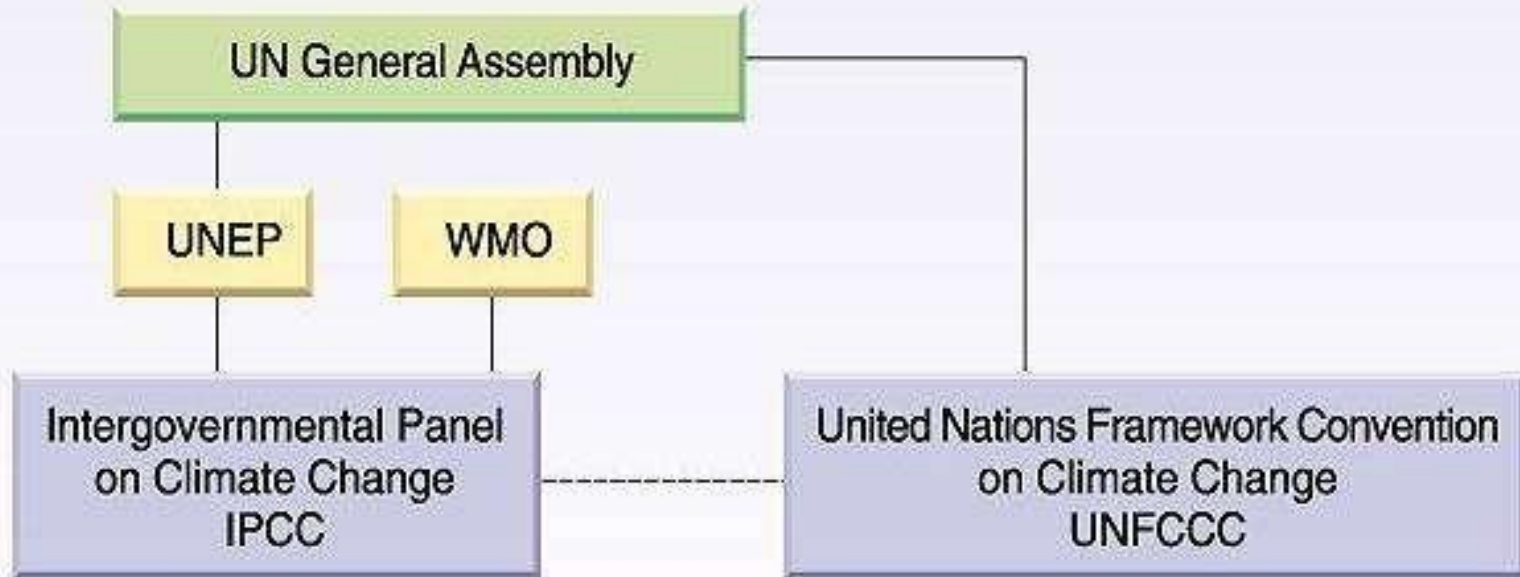 UN General Assembly
UNEP
WMO
Intergovernmental Panel
on Climate Change
IPCC
United Nations Framework Convention
on Climate Change
UNFCCC